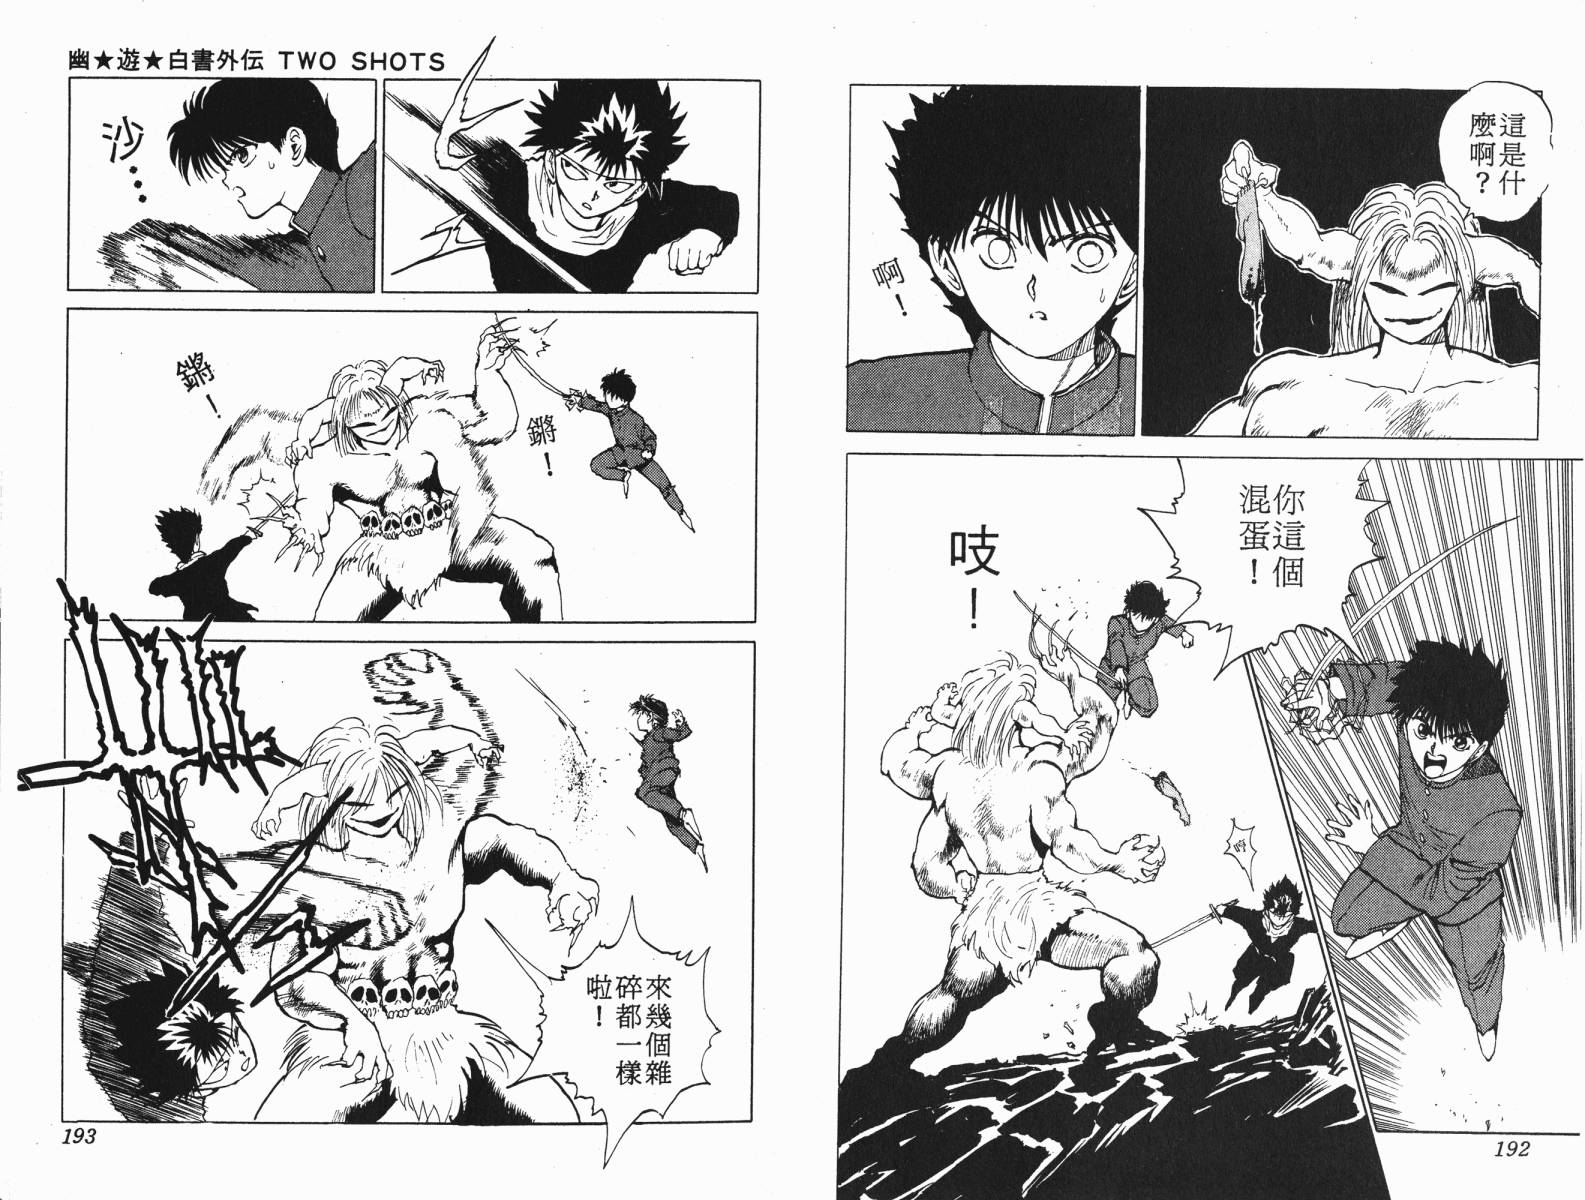 這是什
麼啊？
啊！
你這個
混蛋！
吱！
呀
192
幽★遊★白書外伝 TWO SHOTS
沙…
鏘！
鏘！
來幾個雜
碎都一樣
啦！
193